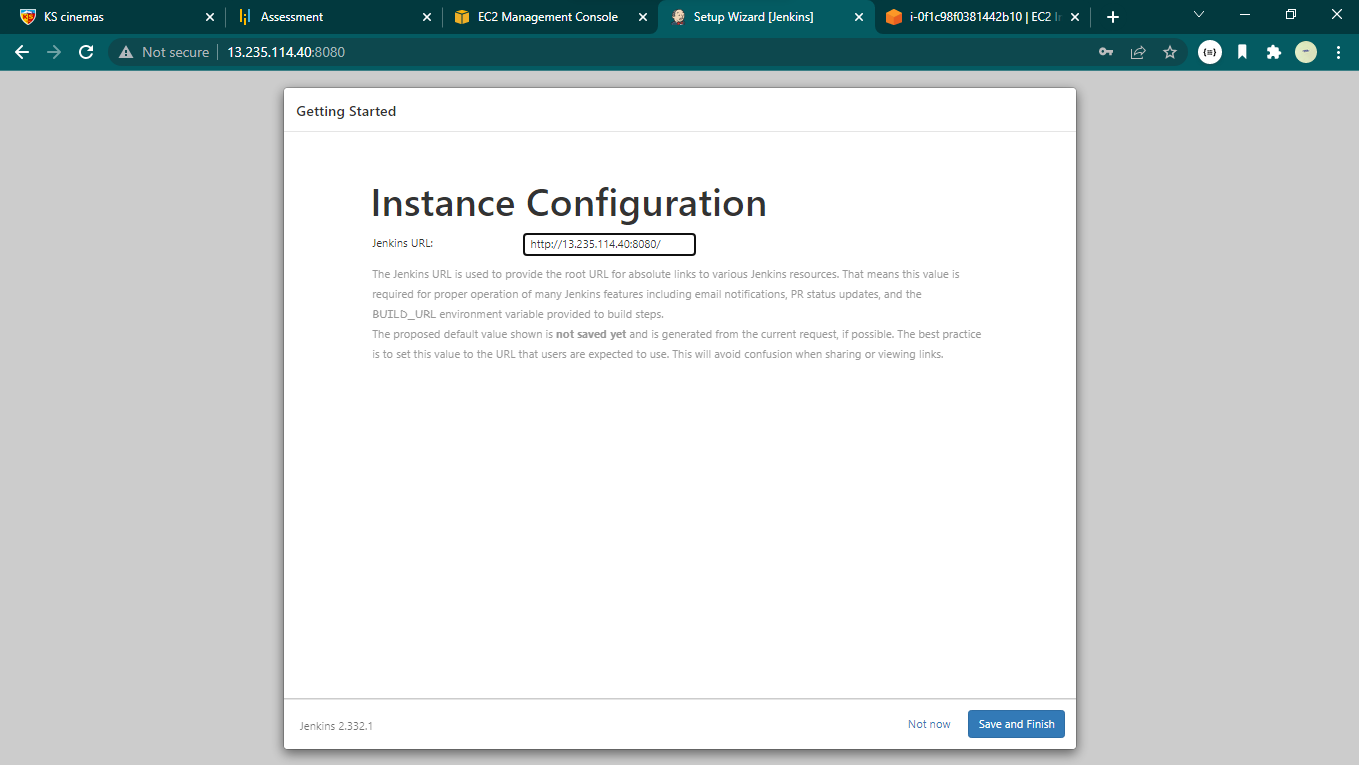 KS cinemas
Assessment
EC2 Management Console
Setup Wizard [Jenkins]
i-0f1c98f0381442b10 | EC2 In
Not secure
13.235.114.40:8080
Getting Started
Instance Configuration
Jenkins URL:
http://13.235.114.40:8080/
The Jenkins URL is used to provide the root URL for absolute links to various Jenkins resources. That means this value is
required for proper operation of many Jenkins features including email notifications, PR status updates, and the
BUILD_URL environment variable provided to build steps.
The proposed default value shown is not saved yet and is generated from the current request, if possible. The best practice
is to set this value to the URL that users are expected to use. This will avoid confusion when sharing or viewing links.
Jenkins 2.332.1
Not now
Save and Finish